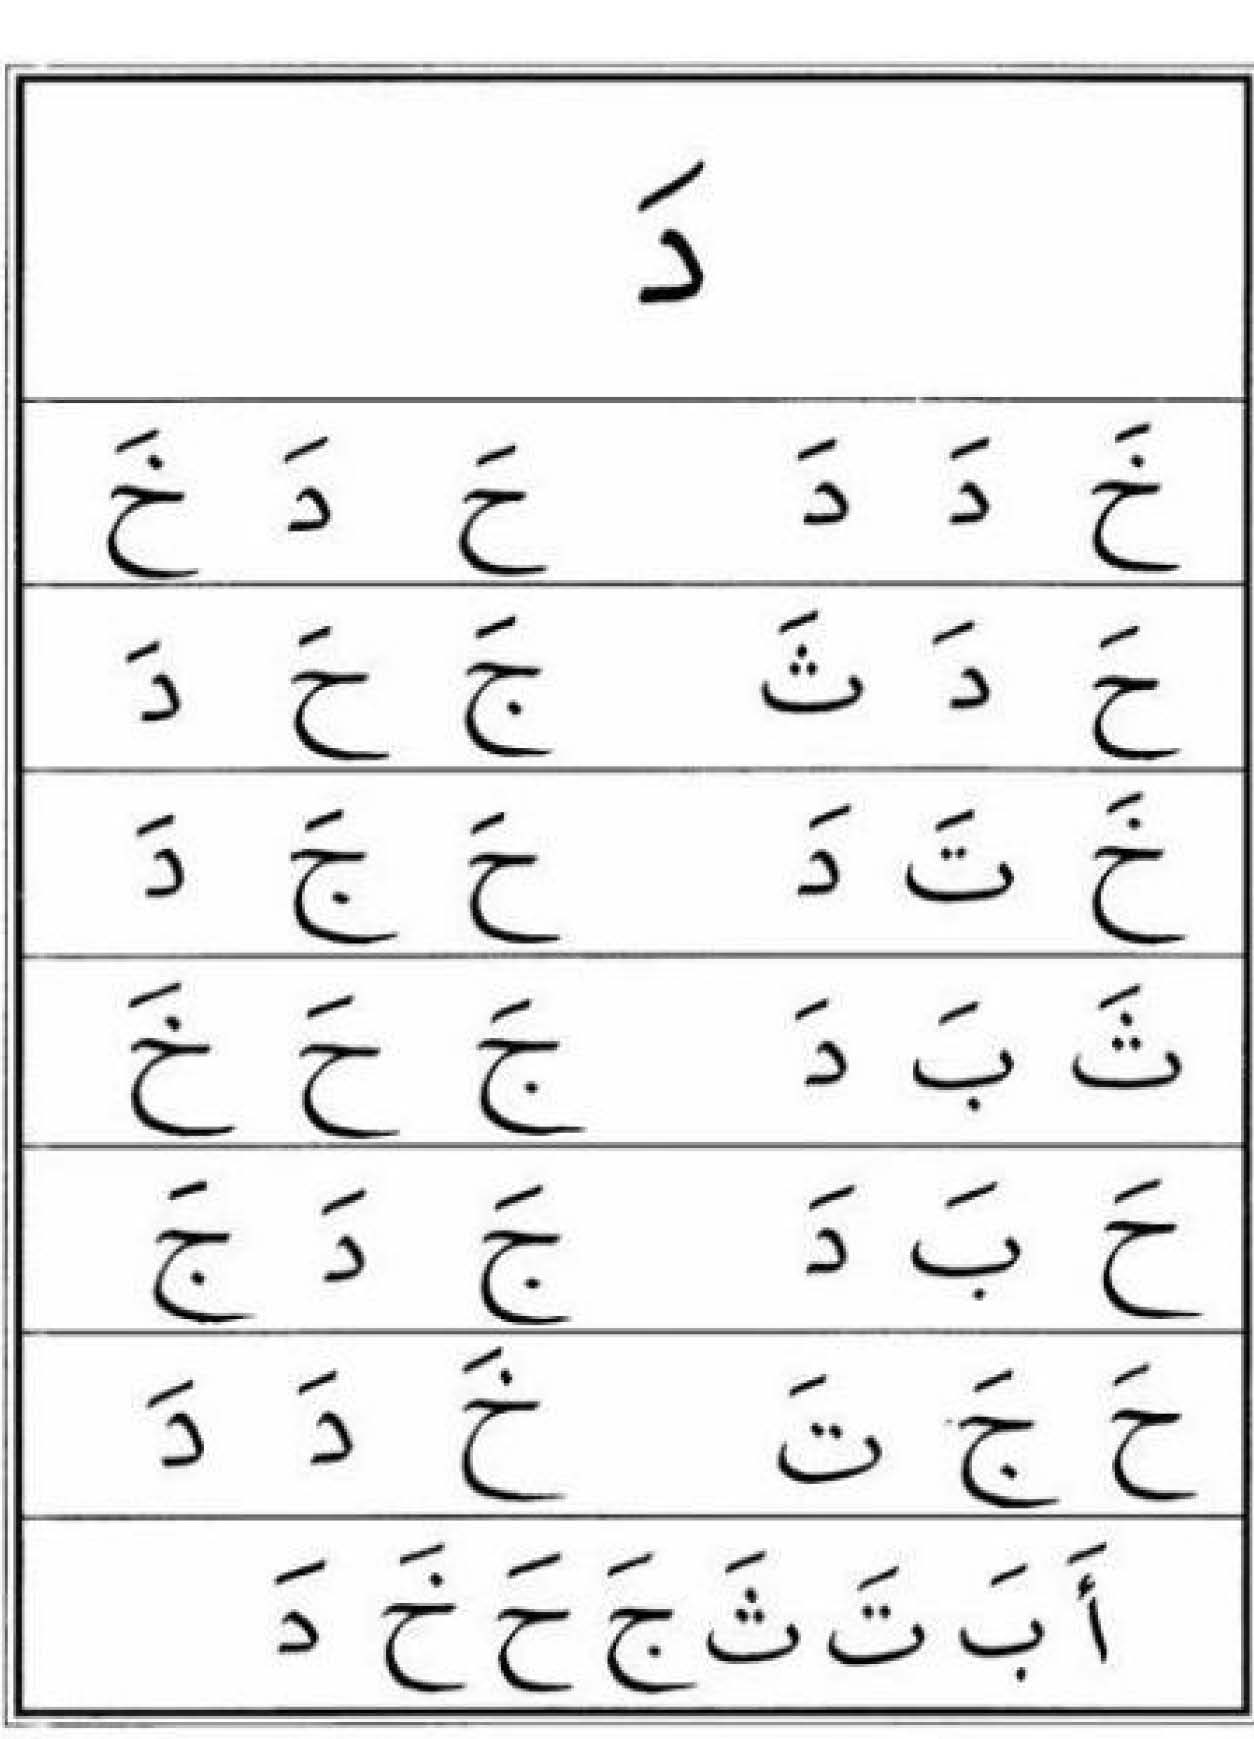 دَ
خَ دَ دَ حَ دَ خَ
حَ دَ ثَ جَ حَ دَ
خَ تَ دَ حَ جَ دَ
ثَ بَ دَ جَ حَ خَ
حَ بَ دَ جَ دَ جَ
حَ جَ تَ خَ دَ دَ
أَ بَ تَ ثَ جَ حَ خَ دَ